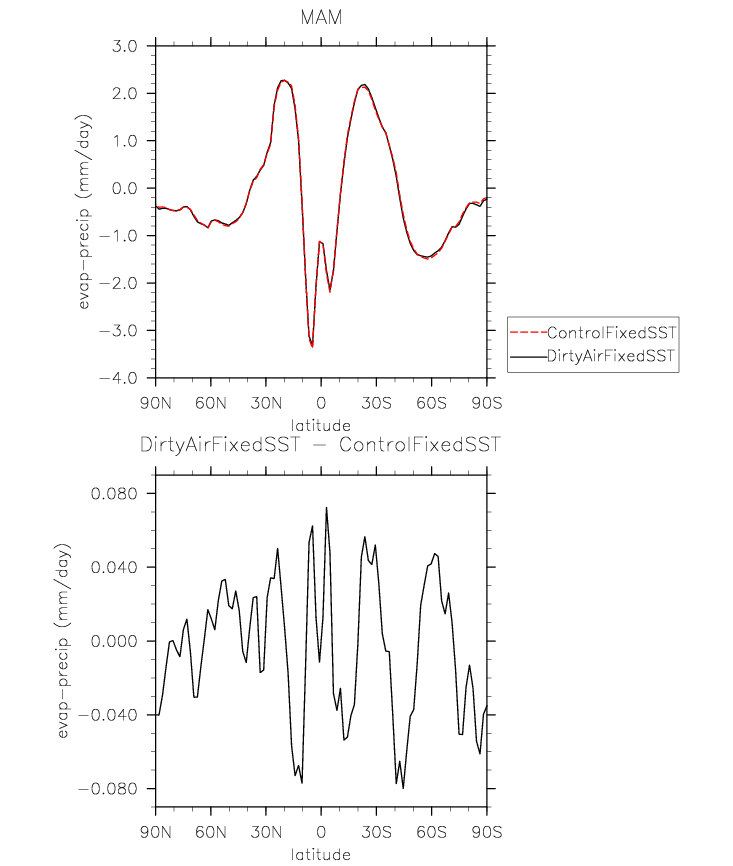 MAM
3.0
2.0
1.0
0.0
−1.0
−2.0
−3.0
−4.0
evap−precip (mm/day)
90N 60N 30N 0 30S 60S 90S
latitude
ControlFixedSST
DirtyAirFixedSST
DirtyAirFixedSST − ControlFixedSST
0.080
0.040
0.000
−0.040
−0.080
evap−precip (mm/day)
90N 60N 30N 0 30S 60S 90S
latitude